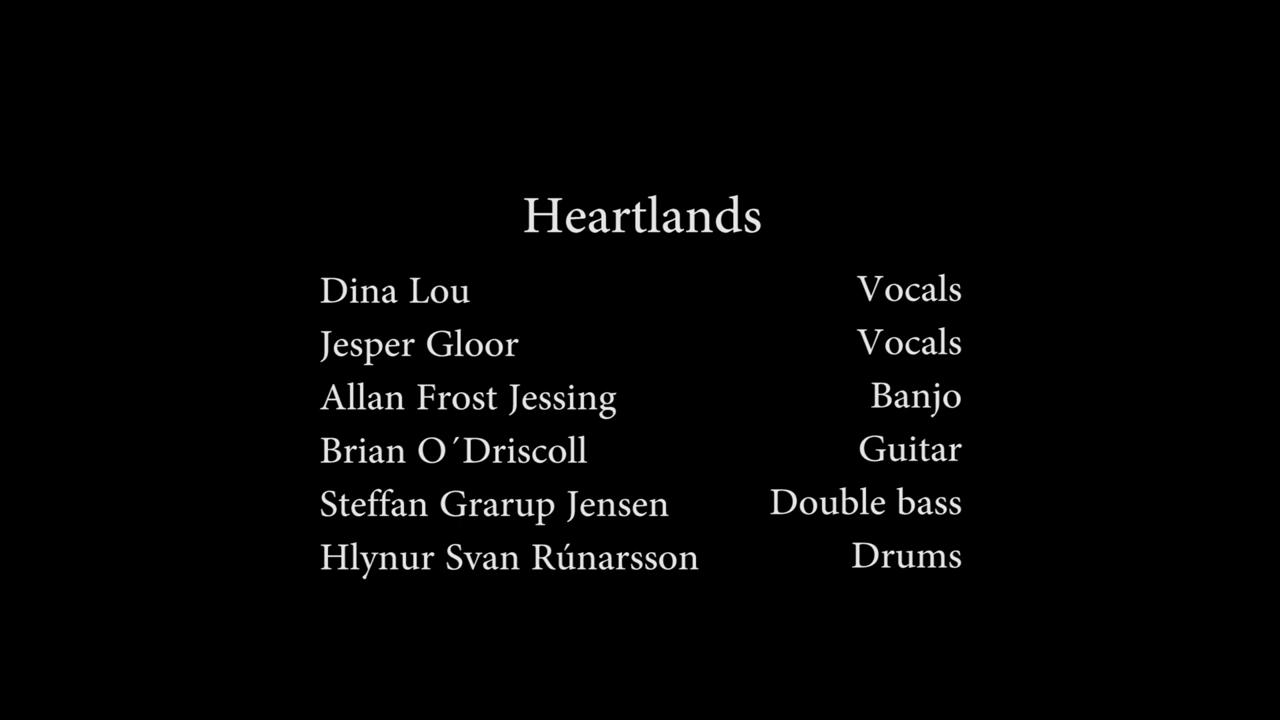 Heartlands
Dina Lou Vocals
Jesper Gloor Vocals
Allan Frost Jessing Banjo
Brian O´Driscoll Guitar
Steffan Grarup Jensen Double bass
Hlynur Svan Rúnarsson Drums